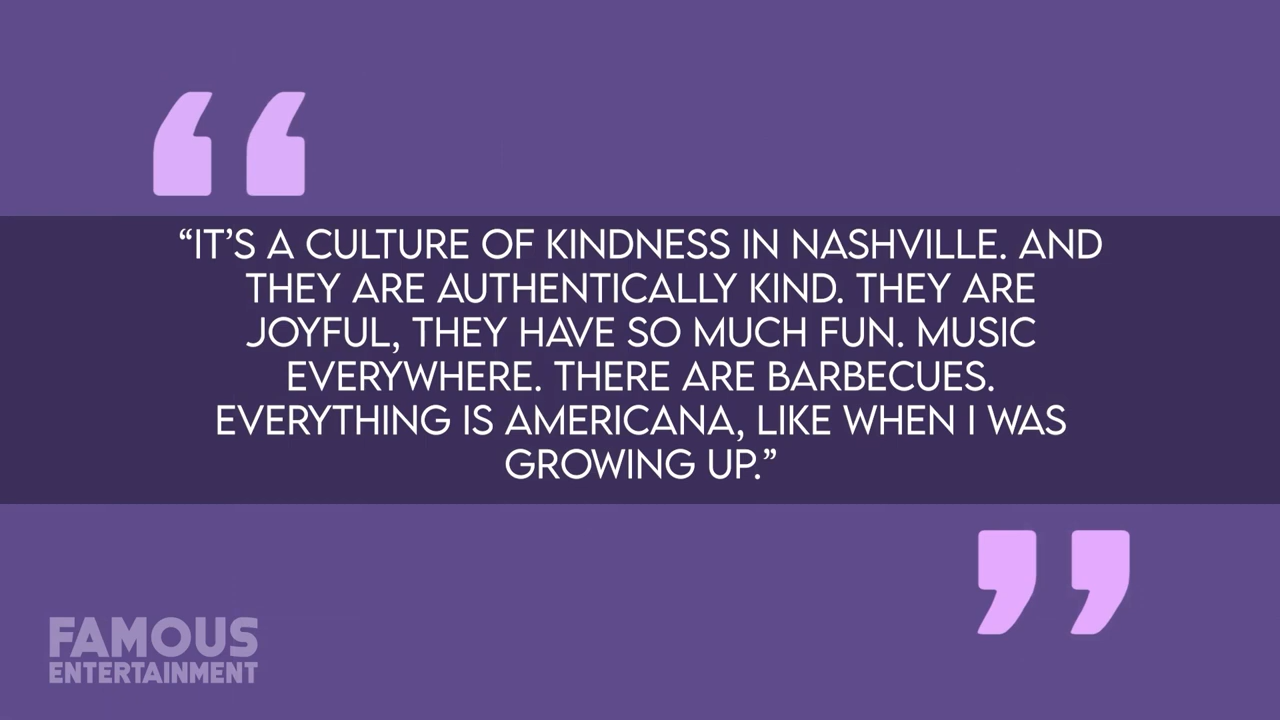 “IT’S A CULTURE OF KINDNESS IN NASHVILLE. AND
THEY ARE AUTHENTICALLY KIND. THEY ARE
JOYFUL, THEY HAVE SO MUCH FUN. MUSIC
EVERYWHERE. THERE ARE BARBECUES.
EVERYTHING IS AMERICANA, LIKE WHEN I WAS
GROWING UP.”
FAMOUS
ENTERTAINMENT